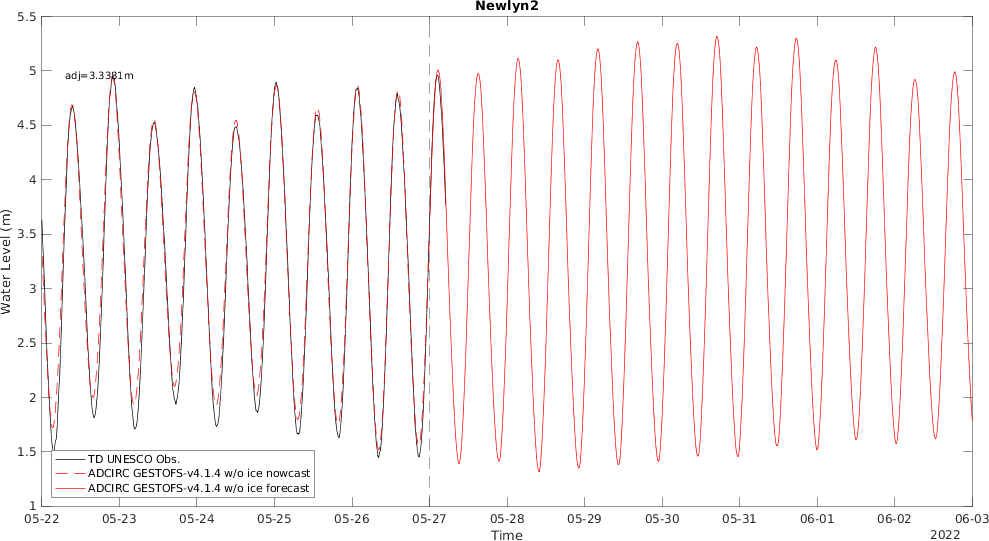 Newlyn2
5.5
5
4.5
4
3.5
3
2.5
2
1.5
1
Water Level (m)
adj=3.3381m
TD UNESCO Obs.
ADCIRC GESTOFS-v4.1.4 w/o ice nowcast
ADCIRC GESTOFS-v4.1.4 w/o ice forecast
05-22 05-23 05-24 05-25 05-26 05-27 05-28 05-29 05-30 05-31 06-01 06-02 06-03
Time
2022